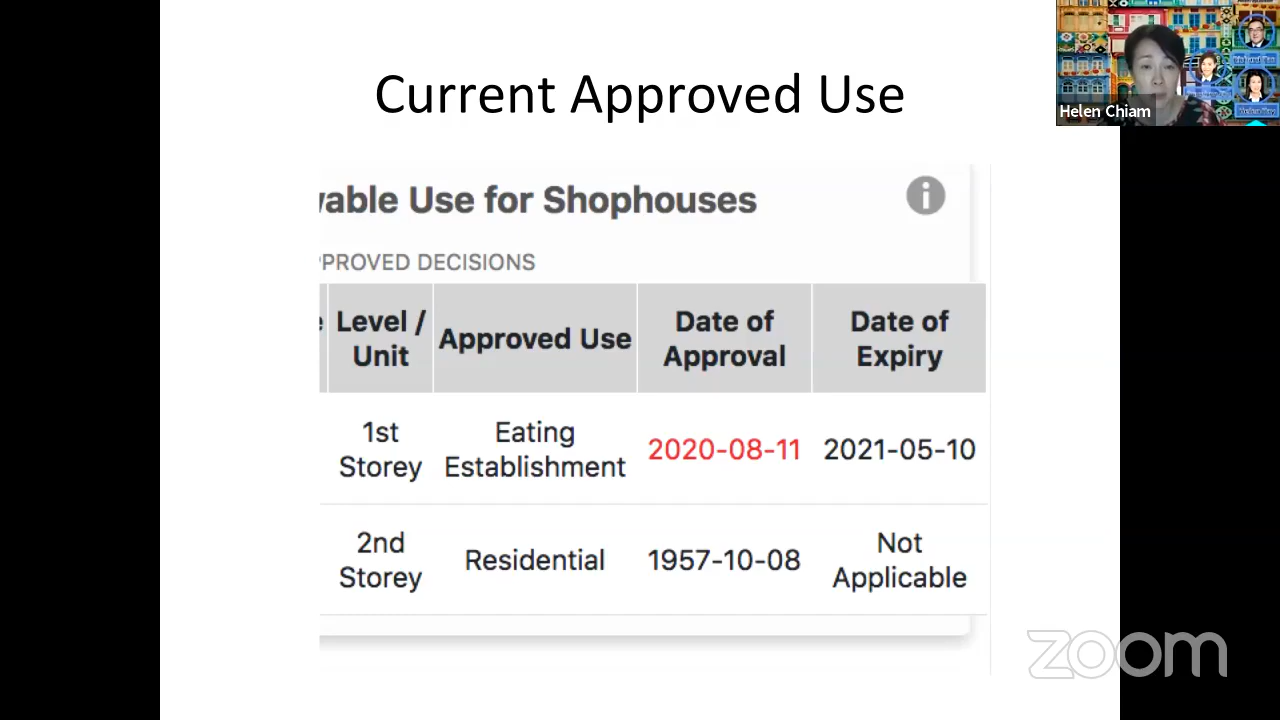 Current Approved Use
Helen Chiam
vable Use for Shophouses
PROVED DECISIONS
Level / Unit
Approved Use
Date of Approval
Date of Expiry
1st Storey
Eating Establishment
2020-08-11
2021-05-10
2nd Storey
Residential
1957-10-08
Not Applicable
zoom